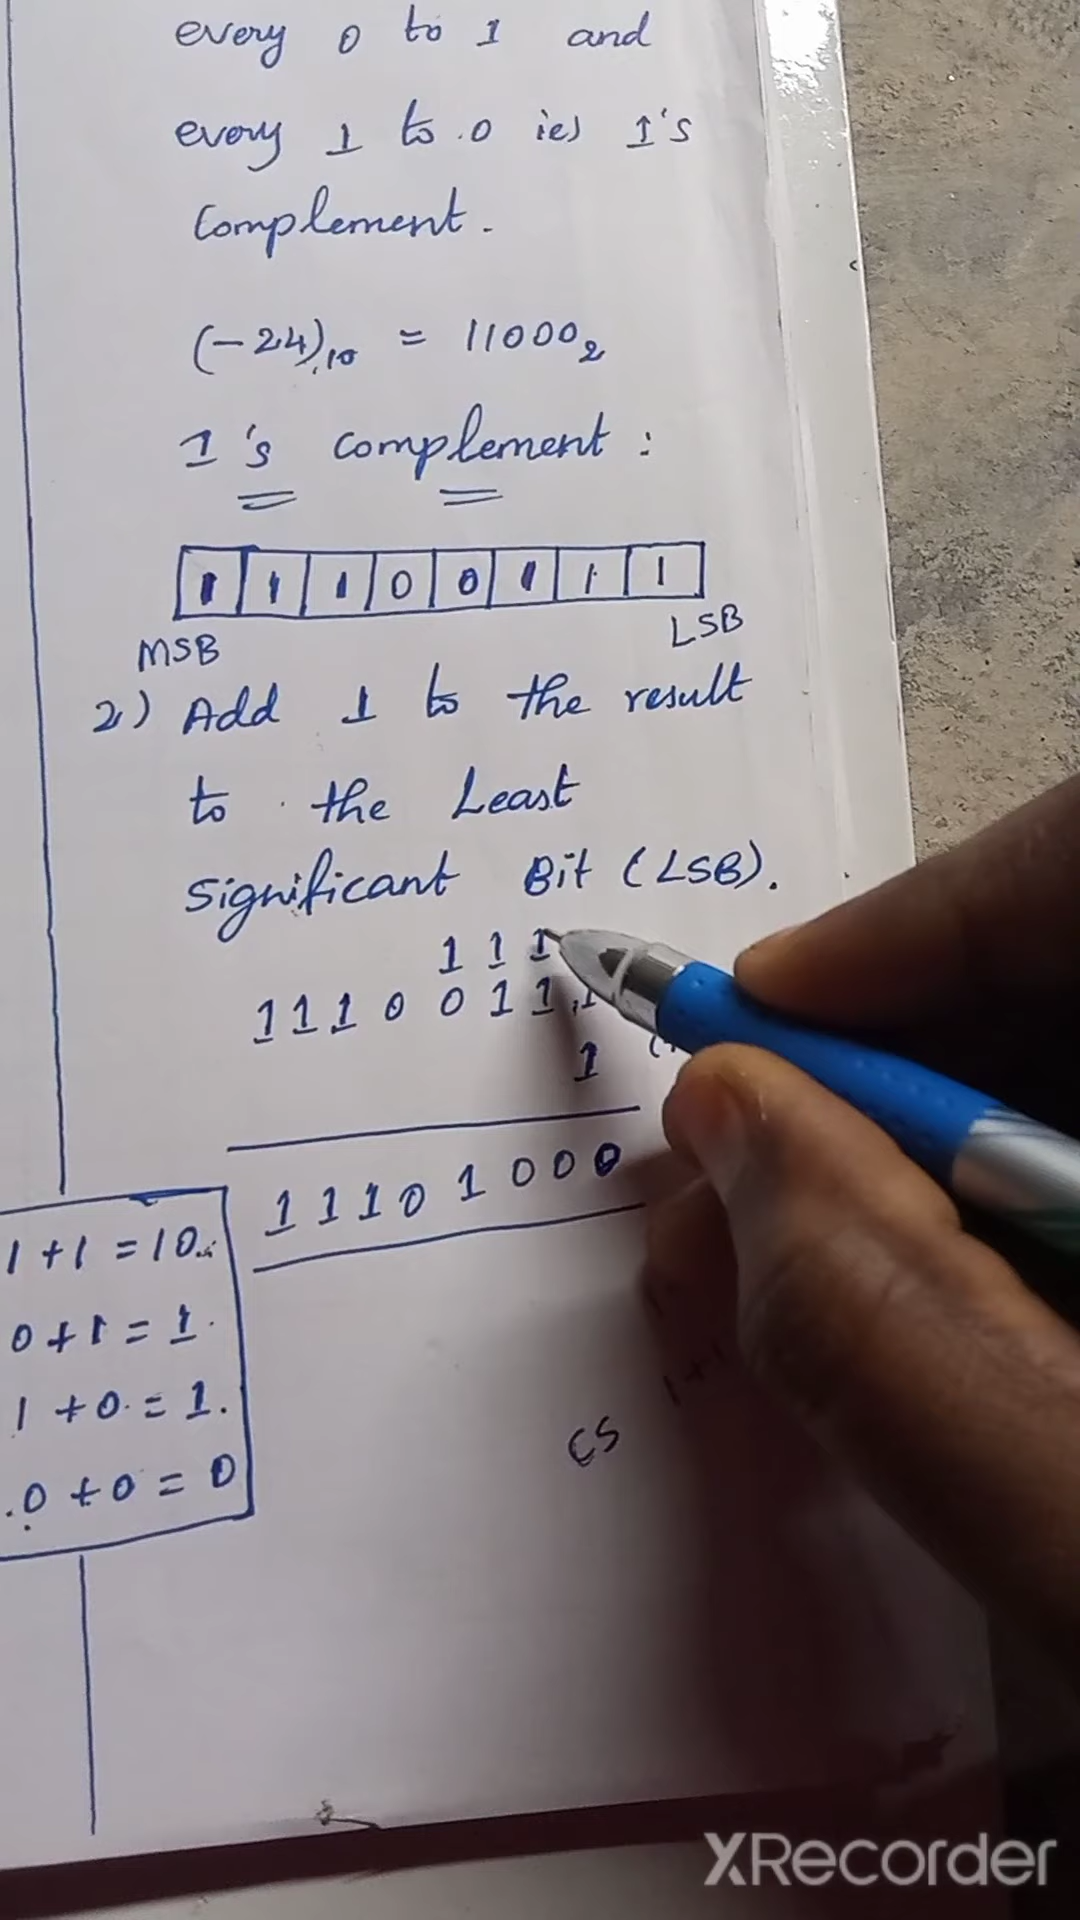 every 0 to 1 and
every 1 to 0 ie) 1's
Complement.
(-24)₁₀ = 11000₂
1's complement :
1 1 1 0 0 1 1 1
MSB LSB
2) Add 1 to the result
to the Least
Significant Bit (LSB).
1 1 1
1 1 1 0 0 1 1 1
1
1 1 1 0 1 0 0 0
1 + 1 = 10.
0 + 1 = 1.
1 + 0 = 1.
0 + 0 = 0
CS
XRecorder